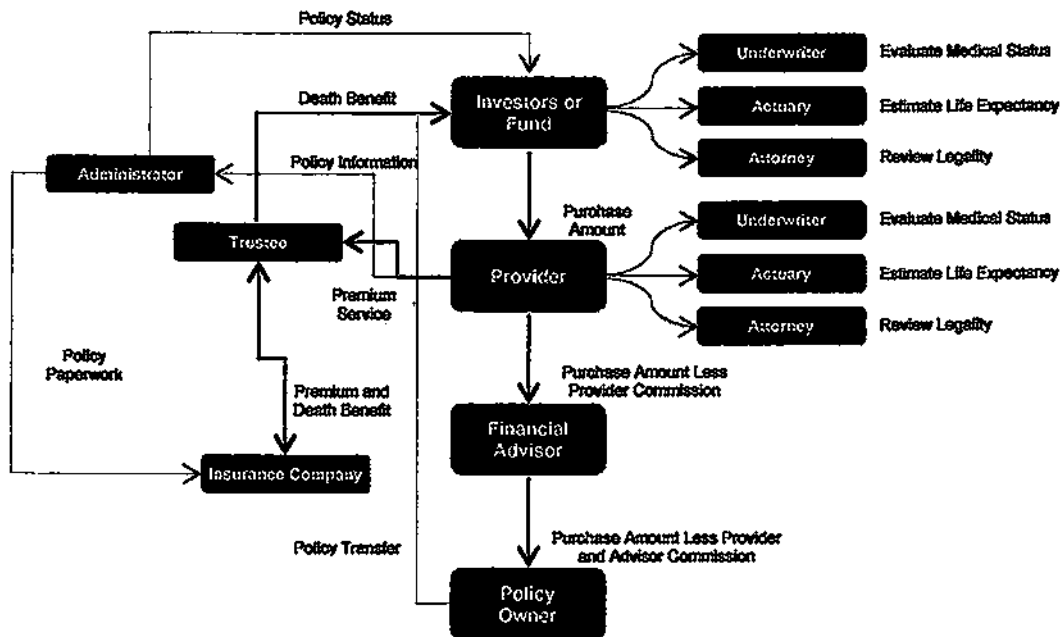 Policy Status
Underwriter
Evaluate Medical Status
Death Benefit
Investors or
Fund
Actuary
Estimate Life Expectancy
Policy Information
Administrator
Attorney
Review Legality
Purchase
Amount
Underwriter
Evaluate Medical Status
Trustee
Provider
Actuary
Estimate Life Expectancy
Premium
Service
Attorney
Review Legality
Policy
Paperwork
Purchase Amount Less
Provider Commission
Premium and
Death Benefit
Financial
Advisor
Insurance Company
Policy Transfer
Purchase Amount Less Provider
and Advisor Commission
Policy
Owner